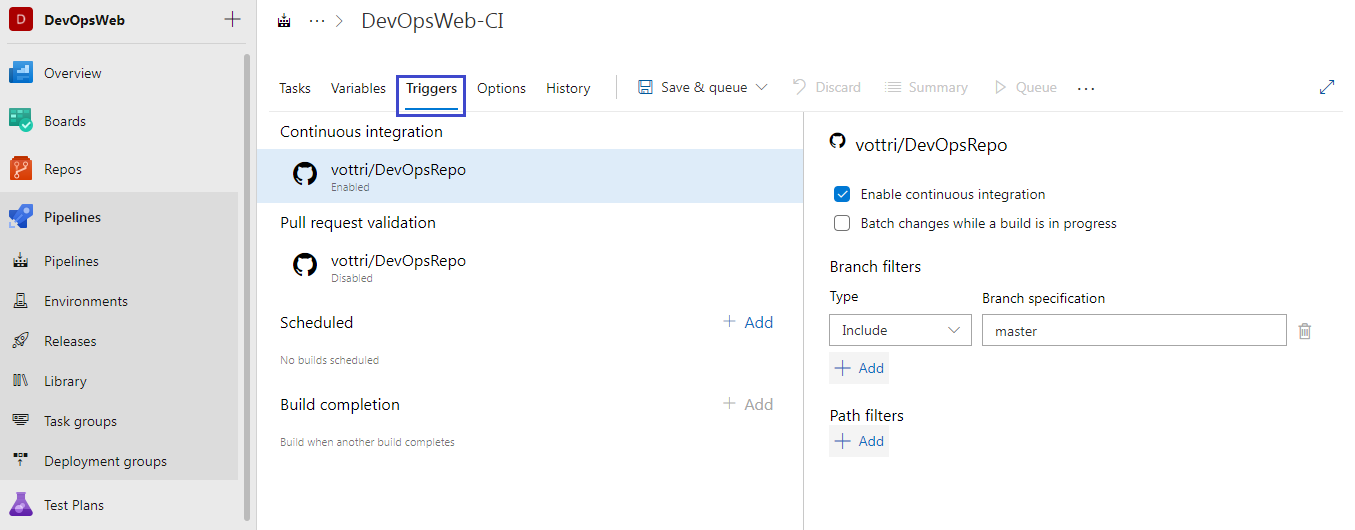 D DevOpsWeb
Overview
Boards
Repos
Pipelines
Pipelines
Environments
Releases
Library
Task groups
Deployment groups
Test Plans
... > DevOpsWeb-CI
Tasks Variables Triggers Options History Save & queue Discard Summary Queue ...
Continuous integration
vottri/DevOpsRepo
Enabled
Pull request validation
vottri/DevOpsRepo
Disabled
Scheduled + Add
No builds scheduled
Build completion + Add
Build when another build completes
vottri/DevOpsRepo
Enable continuous integration
Batch changes while a build is in progress
Branch filters
Type Branch specification
Include master
+ Add
Path filters
+ Add